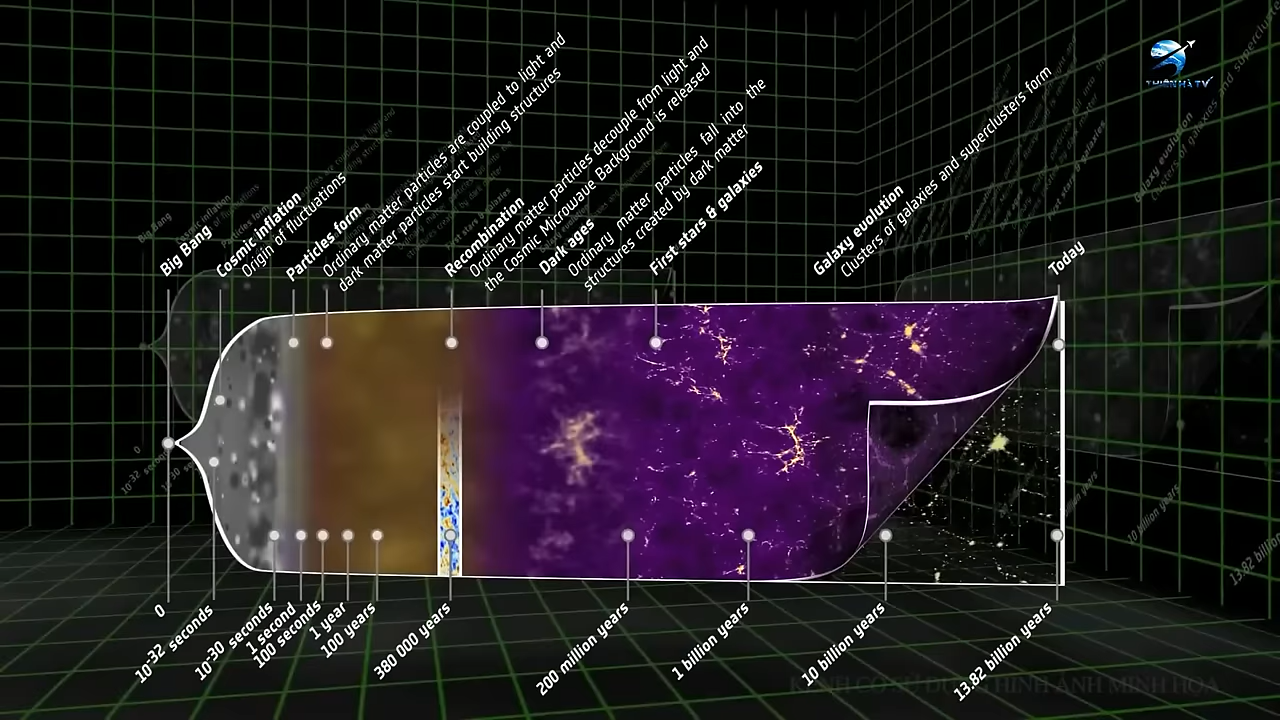 THIÊN HÀ TV
Big Bang
Cosmic inflation
Origin of fluctuations
Particles form
Ordinary matter particles are coupled to light and
dark matter particles start building structures
Recombination
Ordinary matter particles decouple from light and
the Cosmic Microwave Background is released
Dark ages
Ordinary matter particles fall into the
structures created by dark matter
First stars & galaxies
Galaxy evolution
Clusters of galaxies and superclusters form
Today
0
10-32 seconds
10-30 seconds
1 second
100 seconds
1 year
100 years
380 000 years
200 million years
1 billion years
10 billion years
13.82 billion years